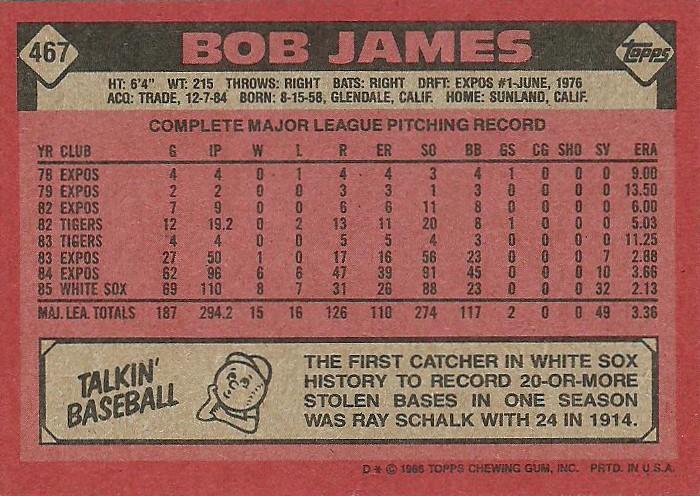 467
BOB JAMES
topps
HT: 6'4" WT: 215 THROWS: RIGHT BATS: RIGHT DRFT: EXPOS #1-JUNE, 1976
ACQ: TRADE, 12-7-84 BORN: 8-15-58, GLENDALE, CALIF. HOME: SUNLAND, CALIF.
COMPLETE MAJOR LEAGUE PITCHING RECORD
YR CLUB G IP W L R ER SO BB GS CG SHO SV ERA
78 EXPOS 4 4 0 1 4 4 3 4 1 0 0 0 9.00
79 EXPOS 2 2 0 0 3 3 1 3 0 0 0 0 13.50
82 EXPOS 7 9 0 0 6 6 11 8 0 0 0 0 6.00
82 TIGERS 12 19.2 0 2 13 11 20 8 1 0 0 0 5.03
83 TIGERS 4 4 0 0 5 5 4 3 0 0 0 0 11.25
83 EXPOS 27 50 1 0 17 16 56 23 0 0 0 7 2.88
84 EXPOS 62 96 6 6 47 39 91 45 0 0 0 10 3.66
85 WHITE SOX 69 110 8 7 31 26 88 23 0 0 0 32 2.13
MAJ. LEA. TOTALS 187 294.2 15 16 126 110 274 117 2 0 0 49 3.36
TALKIN' BASEBALL
THE FIRST CATCHER IN WHITE SOX
HISTORY TO RECORD 20-OR-MORE
STOLEN BASES IN ONE SEASON
WAS RAY SCHALK WITH 24 IN 1914.
D * © 1986 TOPPS CHEWING GUM, INC. PRTD. IN U.S.A.